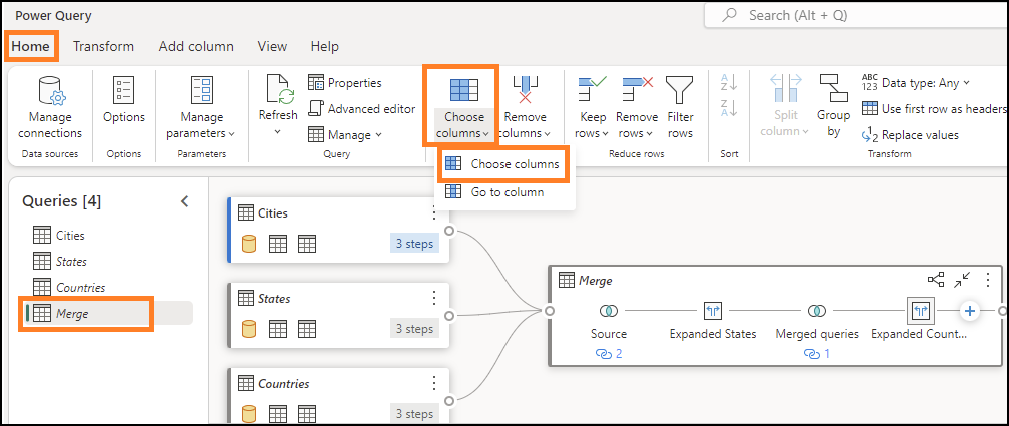 Power Query
Search (Alt + Q)
Home Transform Add column View Help
Manage connections
Data sources
Options
Options
Manage parameters
Parameters
Refresh
Properties
Advanced editor
Manage
Query
Choose columns
Remove columns
Choose columns
Go to column
Keep rows
Remove rows
Filter rows
Reduce rows
A
Z
Z
A
Sort
Split column
Group by
ABC
123
Data type: Any
Use first row as headers
1
2
Replace values
Transform
Queries [4]
Cities
States
Countries
Merge
Cities
3 steps
States
3 steps
Countries
3 steps
Merge
Source
2
Expanded States
Merged queries
1
Expanded Count...